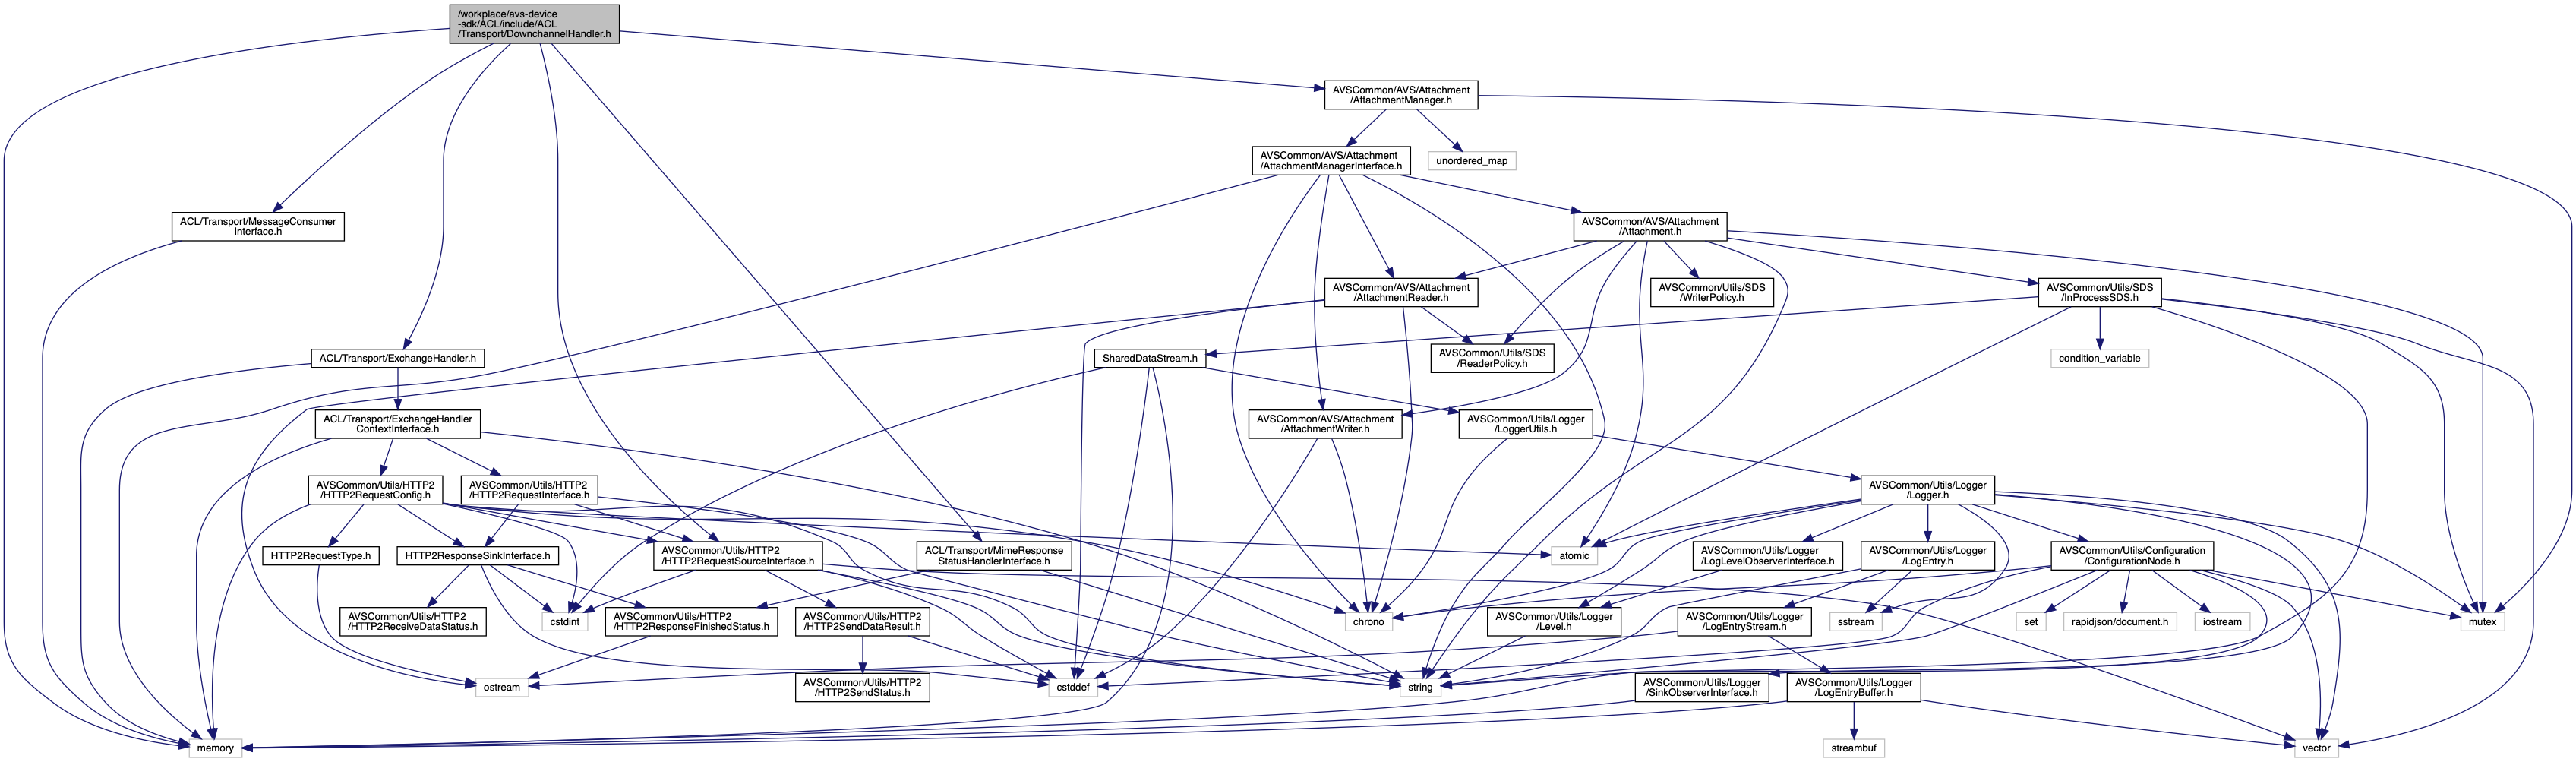 /workplace/avs-device
-sdk/ACL/include/ACL
/Transport/DownchannelHandler.h
AVSCommon/AVS/Attachment
/AttachmentManager.h
AVSCommon/AVS/Attachment
/AttachmentManagerInterface.h
unordered_map
ACL/Transport/MessageConsumer
Interface.h
AVSCommon/AVS/Attachment
/Attachment.h
AVSCommon/AVS/Attachment
/AttachmentReader.h
AVSCommon/Utils/SDS
/WriterPolicy.h
AVSCommon/Utils/SDS
/InProcessSDS.h
ACL/Transport/ExchangeHandler.h
SharedDataStream.h
AVSCommon/Utils/SDS
/ReaderPolicy.h
condition_variable
ACL/Transport/ExchangeHandler
ContextInterface.h
AVSCommon/AVS/Attachment
/AttachmentWriter.h
AVSCommon/Utils/Logger
/LoggerUtils.h
AVSCommon/Utils/HTTP2
/HTTP2RequestConfig.h
AVSCommon/Utils/HTTP2
/HTTP2RequestInterface.h
AVSCommon/Utils/Logger
/Logger.h
HTTP2RequestType.h
HTTP2ResponseSinkInterface.h
AVSCommon/Utils/HTTP2
/HTTP2RequestSourceInterface.h
ACL/Transport/MimeResponse
StatusHandlerInterface.h
atomic
AVSCommon/Utils/Logger
/LogLevelObserverInterface.h
AVSCommon/Utils/Logger
/LogEntry.h
AVSCommon/Utils/Configuration
/ConfigurationNode.h
AVSCommon/Utils/HTTP2
/HTTP2ReceiveDataStatus.h
cstdint
AVSCommon/Utils/HTTP2
/HTTP2ResponseFinishedStatus.h
AVSCommon/Utils/HTTP2
/HTTP2SendDataResult.h
chrono
AVSCommon/Utils/Logger
/Level.h
AVSCommon/Utils/Logger
/LogEntryStream.h
sstream
set
rapidjson/document.h
iostream
mutex
ostream
AVSCommon/Utils/HTTP2
/HTTP2SendStatus.h
cstddef
string
AVSCommon/Utils/Logger
/SinkObserverInterface.h
AVSCommon/Utils/Logger
/LogEntryBuffer.h
memory
streambuf
vector